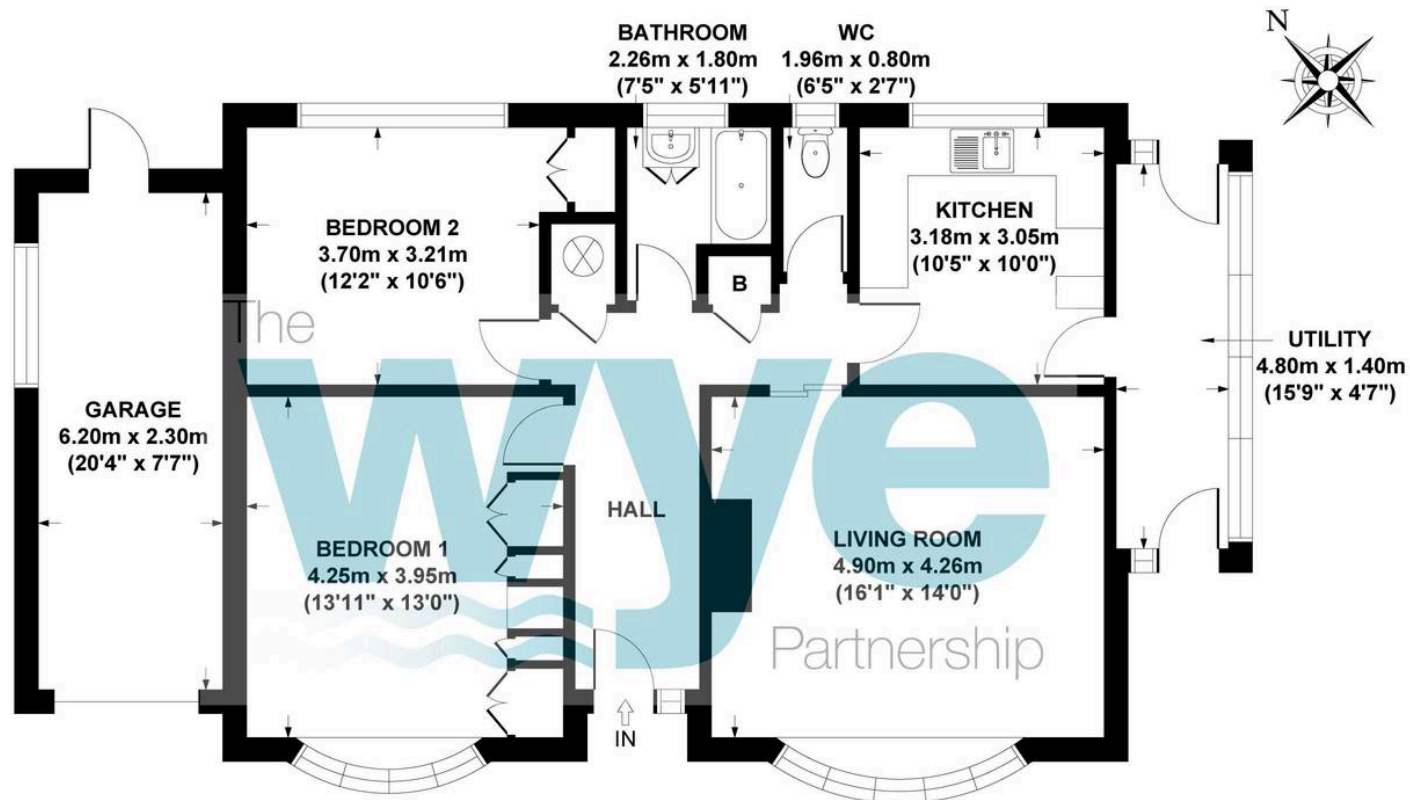 BATHROOM
2.26m x 1.80m
(7'5" x 5'11")
WC
1.96m x 0.80m
(6'5" x 2'7")
N
BEDROOM 2
3.70m x 3.21m
(12'2" x 10'6")
KITCHEN
3.18m x 3.05m
(10'5" x 10'0")
B
UTILITY
4.80m x 1.40m
(15'9" x 4'7")
GARAGE
6.20m x 2.30m
(20'4" x 7'7")
HALL
BEDROOM 1
4.25m x 3.95m
(13'11" x 13'0")
LIVING ROOM
4.90m x 4.26m
(16'1" x 14'0")
IN
The
wye
Partnership